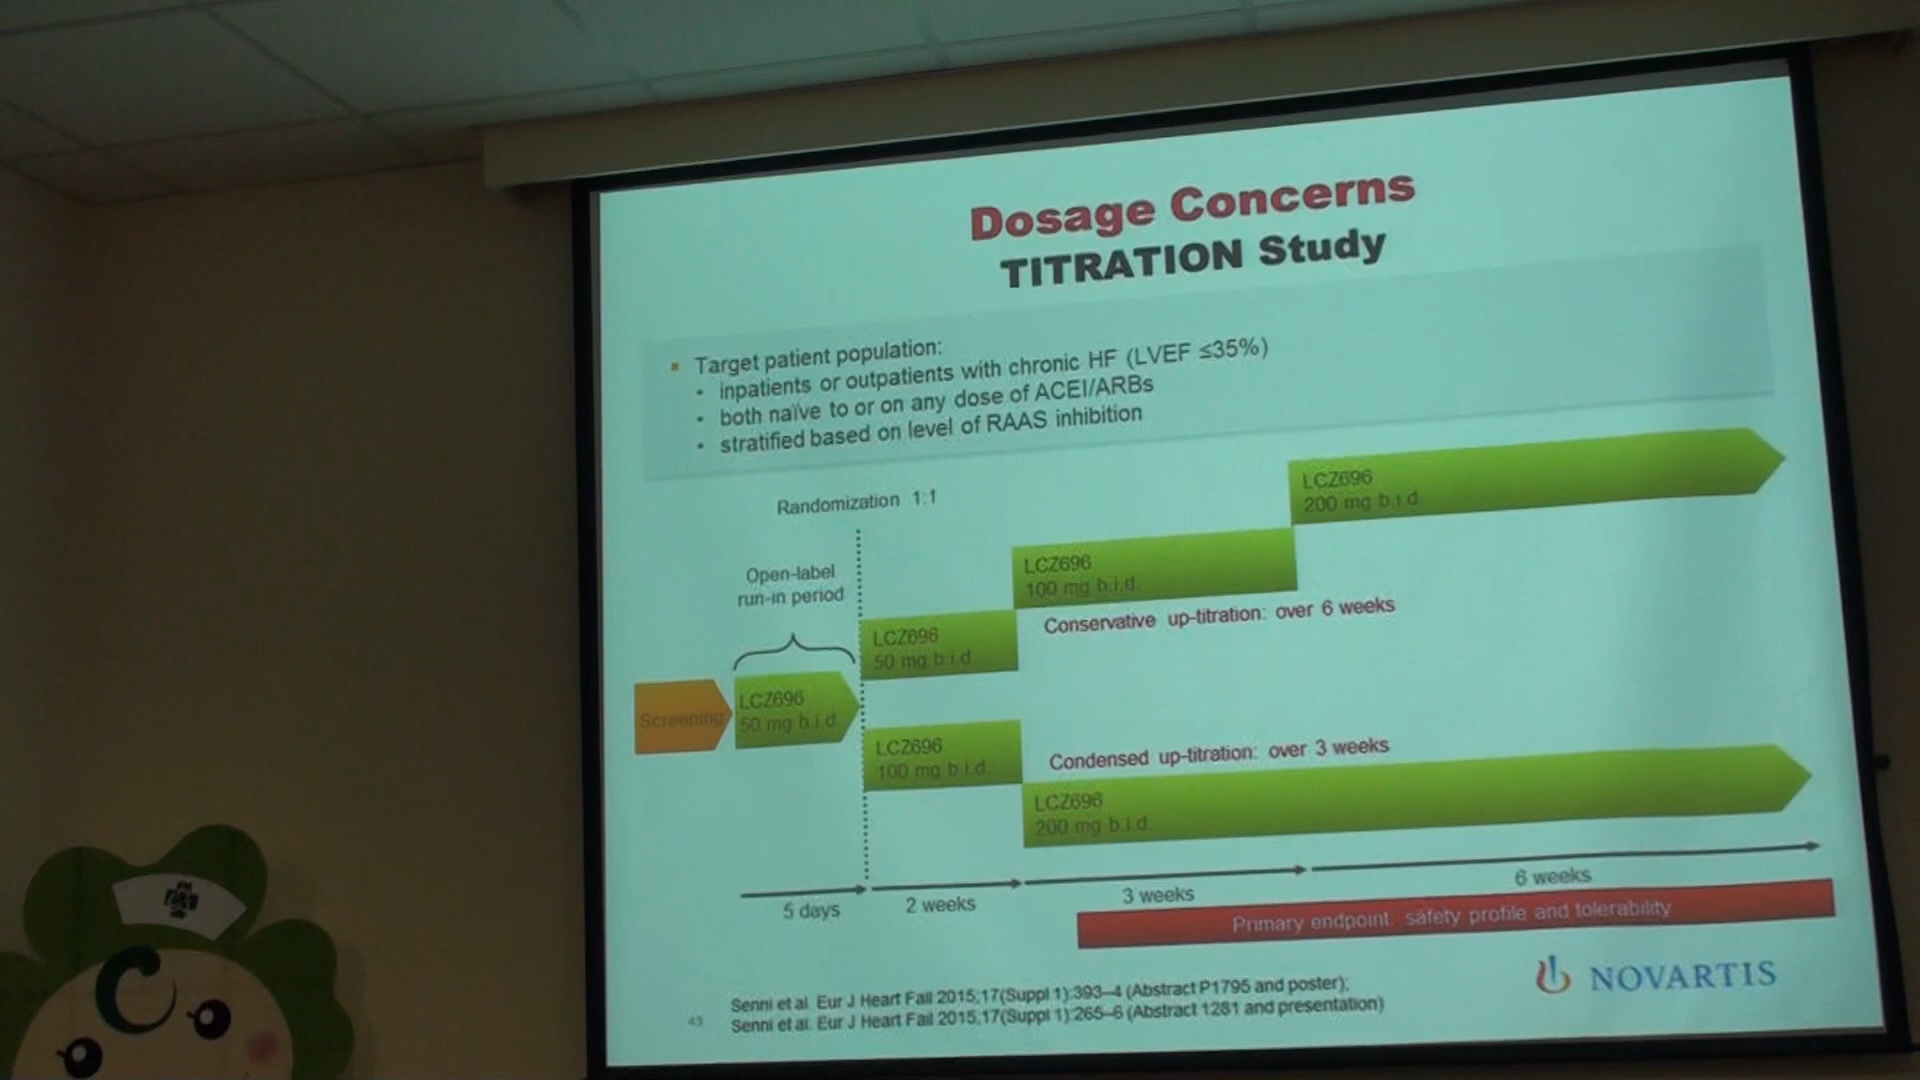 Dosage Concerns
TITRATION Study
Target patient population:
inpatients or outpatients with chronic HF (LVEF ≤35%)
both naïve to or on any dose of ACEI/ARBs
stratified based on level of RAAS inhibition
Randomization 1:1
Open-label
run-in period
Screening
LCZ696
50 mg b.i.d.
LCZ696
50 mg b.i.d.
LCZ696
100 mg b.i.d.
LCZ696
200 mg b.i.d.
Conservative up-titration: over 6 weeks
LCZ696
100 mg b.i.d.
Condensed up-titration: over 3 weeks
LCZ696
200 mg b.i.d.
5 days
2 weeks
3 weeks
6 weeks
Primary endpoint: safety profile and tolerability
Senni et al. Eur J Heart Fail 2015;17(Suppl 1):393–4 (Abstract P1795 and poster);
Senni et al. Eur J Heart Fail 2015;17(Suppl 1):265–6 (Abstract 1281 and presentation)
43
NOVARTIS
C